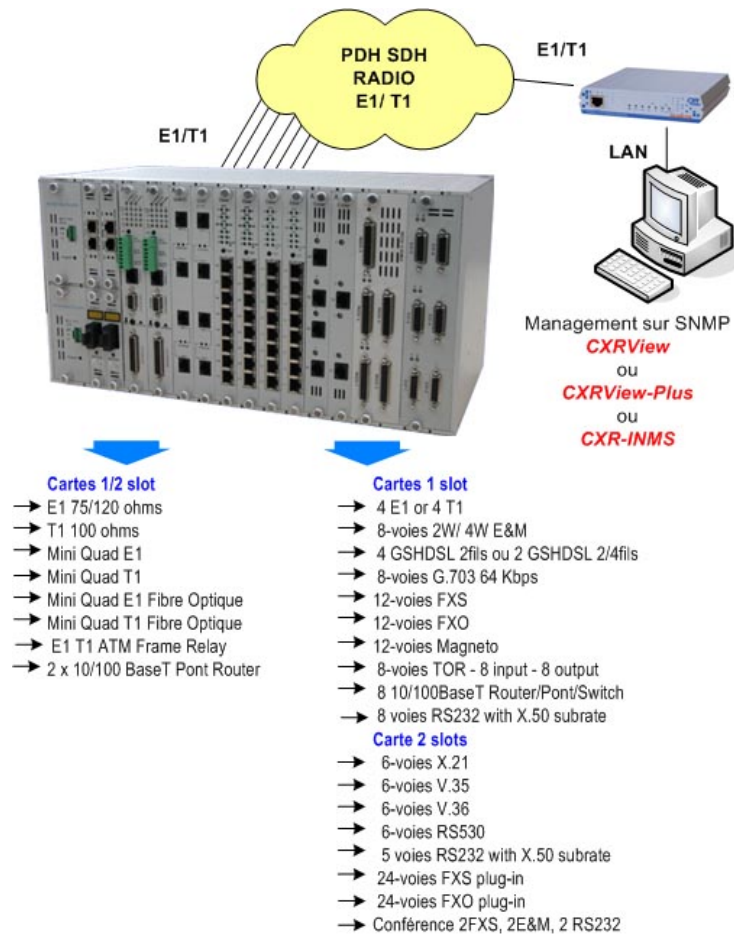 PDH SDH
RADIO
E1/ T1
E1/T1
E1/T1
LAN
Management sur SNMP
CXRView
ou
CXRView-Plus
ou
CXR-INMS
Cartes 1/2 slot
E1 75/120 ohms
T1 100 ohms
Mini Quad E1
Mini Quad T1
Mini Quad E1 Fibre Optique
Mini Quad T1 Fibre Optique
E1 T1 ATM Frame Relay
2 x 10/100 BaseT Pont Router
Cartes 1 slot
4 E1 or 4 T1
8-voies 2W/ 4W E&M
4 GSHDSL 2fils ou 2 GSHDSL 2/4fils
8-voies G.703 64 Kbps
12-voies FXS
12-voies FXO
12-voies Magneto
8-voies TOR - 8 input - 8 output
8 10/100BaseT Router/Pont/Switch
8 voies RS232 with X.50 subrate
Carte 2 slots
6-voies X.21
6-voies V.35
6-voies V.36
6-voies RS530
5 voies RS232 with X.50 subrate
24-voies FXS plug-in
24-voies FXO plug-in
Conférence 2FXS, 2E&M, 2 RS232